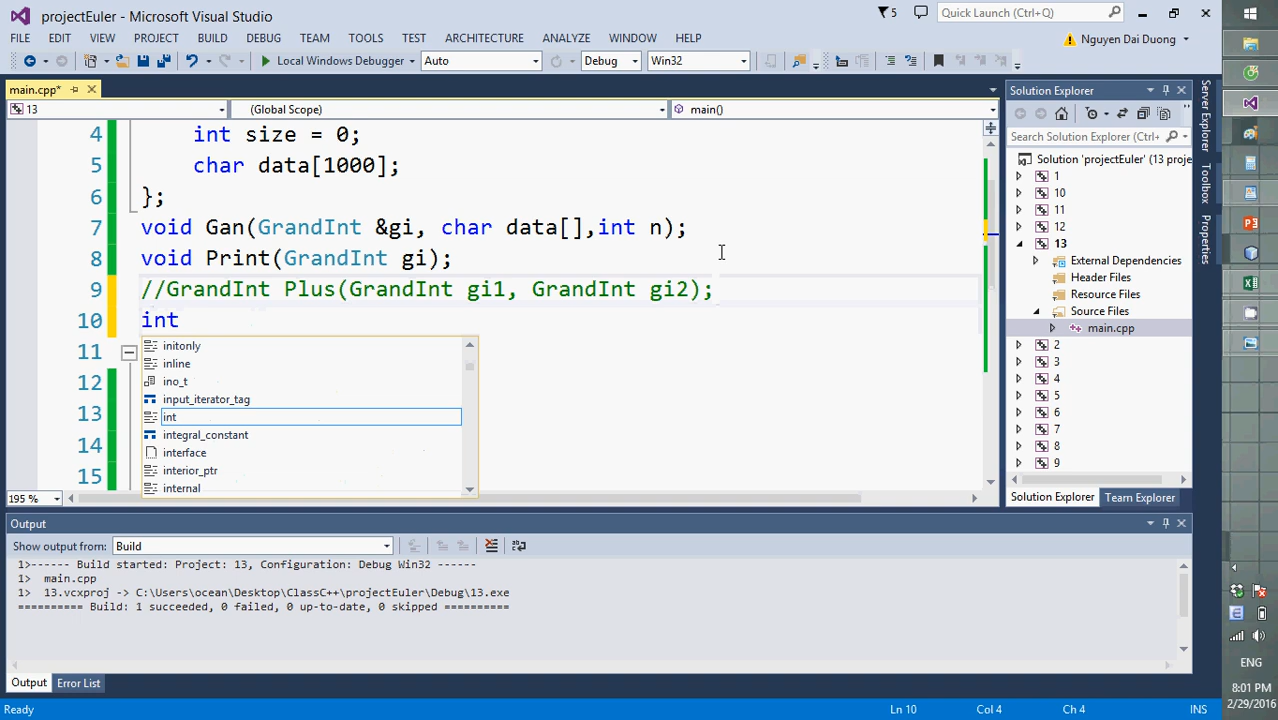 projectEuler - Microsoft Visual Studio
5
Quick Launch (Ctrl+Q)
FILE EDIT VIEW PROJECT BUILD DEBUG TEAM TOOLS TEST ARCHITECTURE ANALYZE WINDOW HELP
Nguyen Dai Duong
Local Windows Debugger Auto Debug Win32
main.cpp*
13 (Global Scope) main()
4 int size = 0;
5 char data[1000];
6 };
7 void Gan(GrandInt &gi, char data[],int n);
8 void Print(GrandInt gi);
9 //GrandInt Plus(GrandInt gi1, GrandInt gi2);
10 int
11
12
13
14
15
initonly
inline
ino_t
input_iterator_tag
int
integral_constant
interface
interior_ptr
internal
195 %
Solution Explorer
Search Solution Explorer (Ctrl+
Solution 'projectEuler' (13 proje
1
10
11
12
13
External Dependencies
Header Files
Resource Files
Source Files
main.cpp
2
3
4
5
6
7
8
9
Solution Explorer Team Explorer
Server Explorer
Toolbox
Properties
Output
Show output from: Build
1>------ Build started: Project: 13, Configuration: Debug Win32 ------
1> main.cpp
1> 13.vcxproj -> C:\Users\ocean\Desktop\ClassC++\projectEuler\Debug\13.exe
========== Build: 1 succeeded, 0 failed, 0 up-to-date, 0 skipped ==========
Output Error List
Ready Ln 10 Col 4 Ch 4 INS
ENG
8:01 PM
2/29/2016